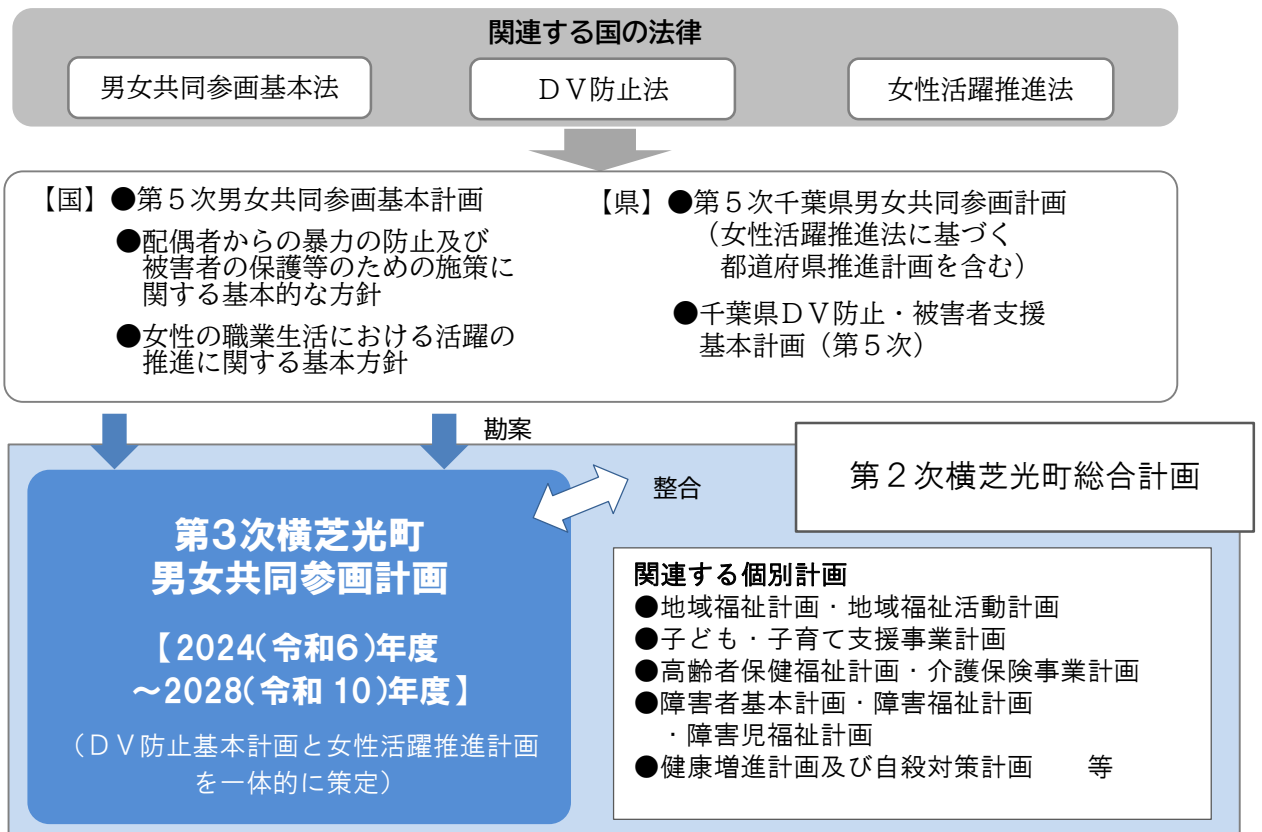 関連する国の法律
男女共同参画基本法
ＤＶ防止法
女性活躍推進法
【国】●第５次男女共同参画基本計画
●配偶者からの暴力の防止及び
被害者の保護等のための施策に
関する基本的な方針
●女性の職業生活における活躍の
推進に関する基本方針
【県】●第５次千葉県男女共同参画計画
（女性活躍推進法に基づく
都道府県推進計画を含む）
●千葉県ＤＶ防止・被害者支援
基本計画（第５次）
勘案
第３次横芝光町
男女共同参画計画
【2024(令和６)年度
～2028(令和 10)年度】
（ＤＶ防止基本計画と女性活躍推進計画
を一体的に策定）
整合
第２次横芝光町総合計画
関連する個別計画
●地域福祉計画・地域福祉活動計画
●子ども・子育て支援事業計画
●高齢者保健福祉計画・介護保険事業計画
●障害者基本計画・障害福祉計画
・障害児福祉計画
●健康増進計画及び自殺対策計画　　等